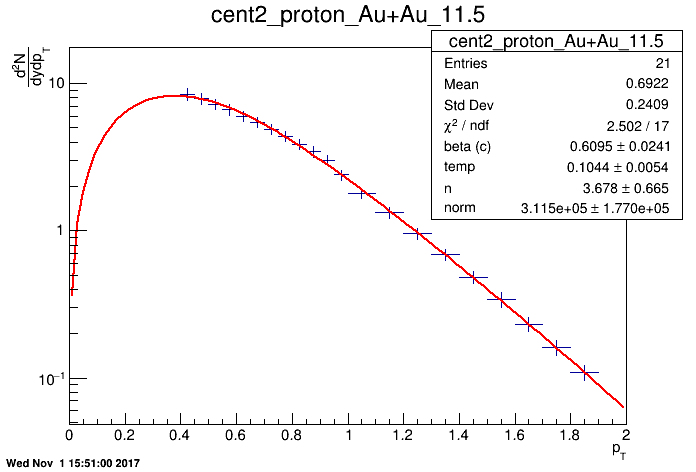 cent2_proton_Au+Au_11.5
cent2_proton_Au+Au_11.5
Entries 21
Mean 0.6922
Std Dev 0.2409
χ² / ndf 2.502 / 17
beta (c) 0.6095 ± 0.0241
temp 0.1044 ± 0.0054
n 3.678 ± 0.665
norm 3.115e+05 ± 1.770e+05
d²N
dydp_T
10
1
10⁻¹
0 0.2 0.4 0.6 0.8 1 1.2 1.4 1.6 1.8 2
p_T
Wed Nov 1 15:51:00 2017